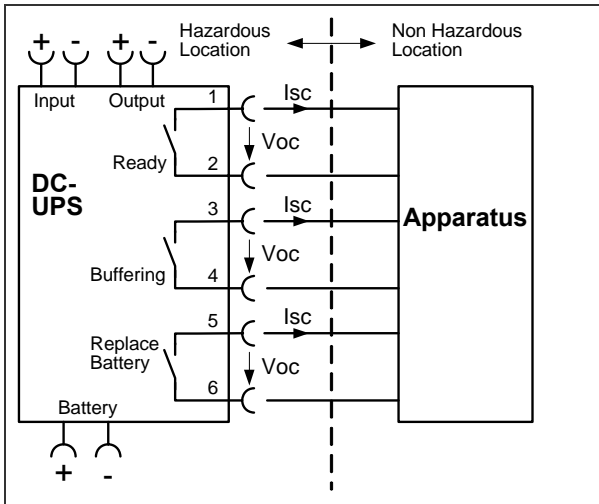 Hazardous
Location
Non Hazardous
Location
+ - + -
Input Output
DC-
UPS
1
Isc
Ready
Voc
2
3
Isc
Apparatus
Buffering
Voc
4
5
Isc
Replace
Battery
Voc
6
Battery
+ -